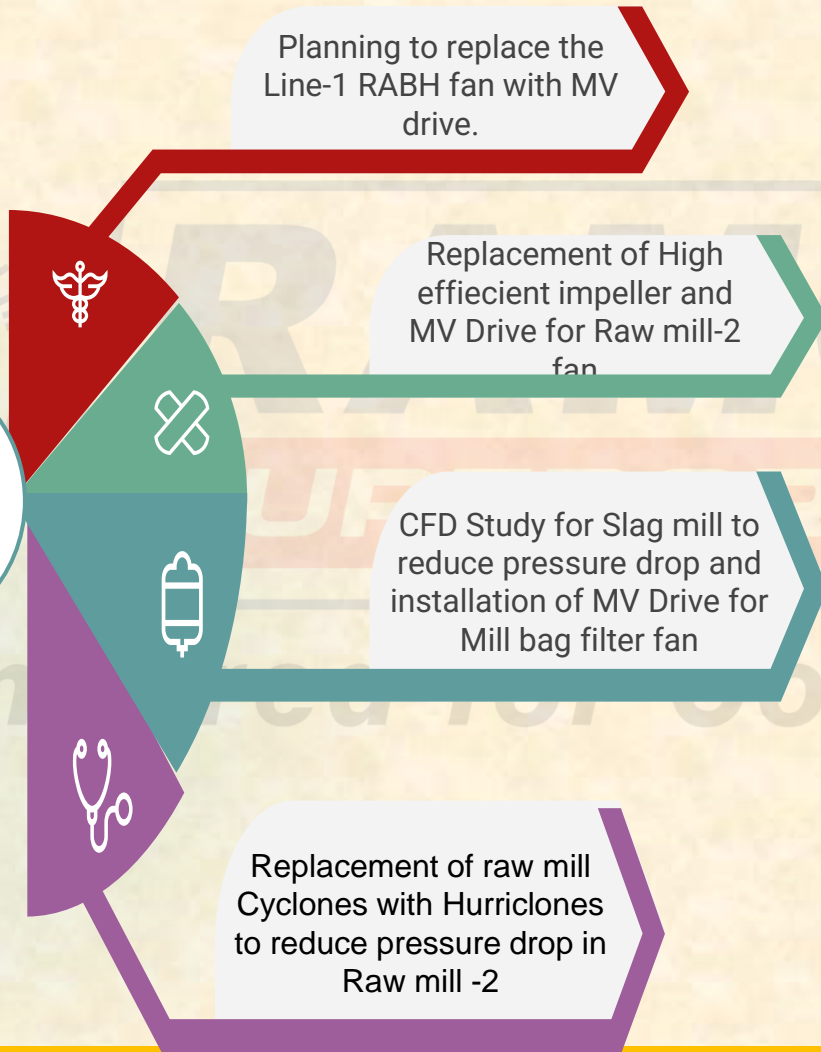 Planning to replace the
Line-1 RABH fan with MV
drive.
Replacement of High
effiecient impeller and
MV Drive for Raw mill-2
fan
CFD Study for Slag mill to
reduce pressure drop and
installation of MV Drive for
Mill bag filter fan
Replacement of raw mill
Cyclones with Hurriclones
to reduce pressure drop in
Raw mill -2